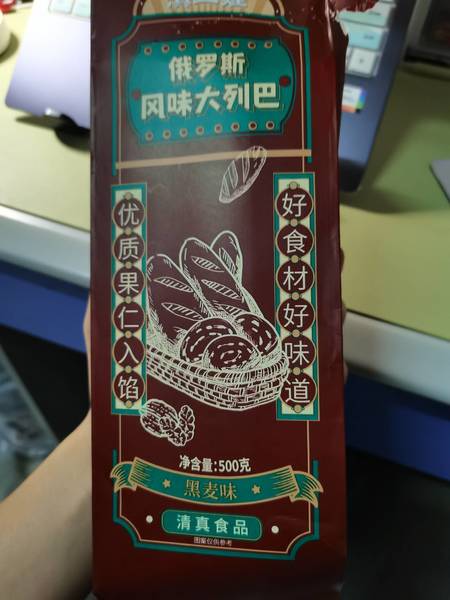 俄罗斯
风味大列巴
优质果仁入馅
好食材好味道
净含量:500克
黑麦味
清真食品
图案仅供参考